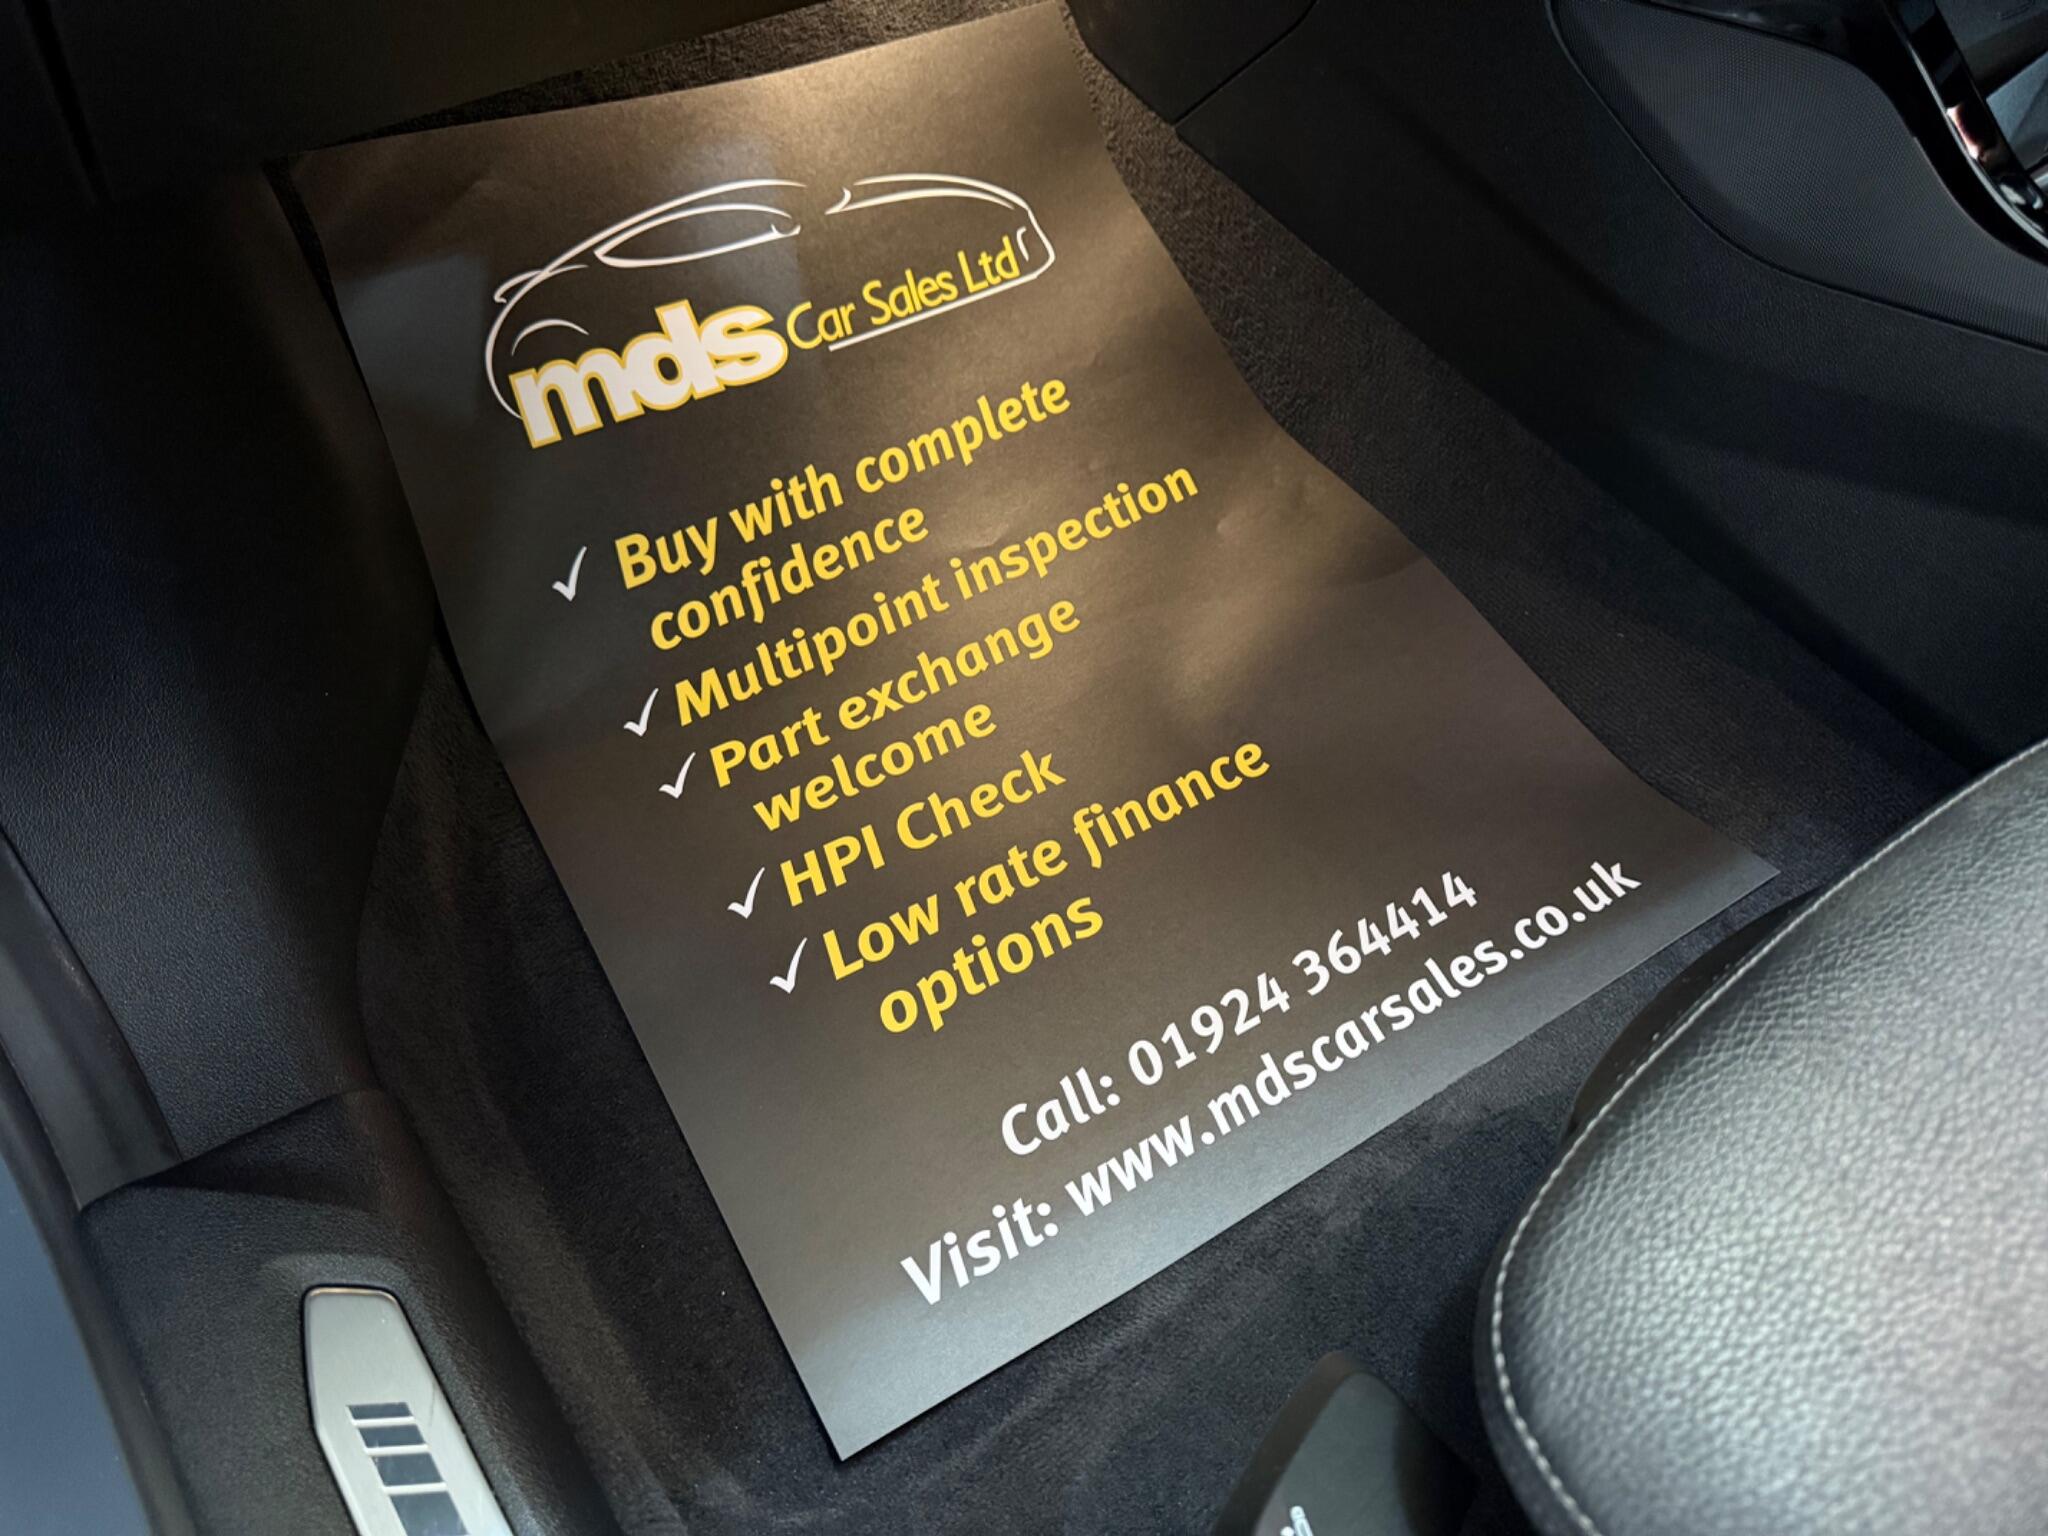 mds Car Sales Ltd
✓ Buy with complete
confidence
✓ Multipoint inspection
✓ Part exchange
welcome
✓ HPI Check
✓ Low rate finance
options
Call: 01924 364414
Visit: www.mdscarsales.co.uk